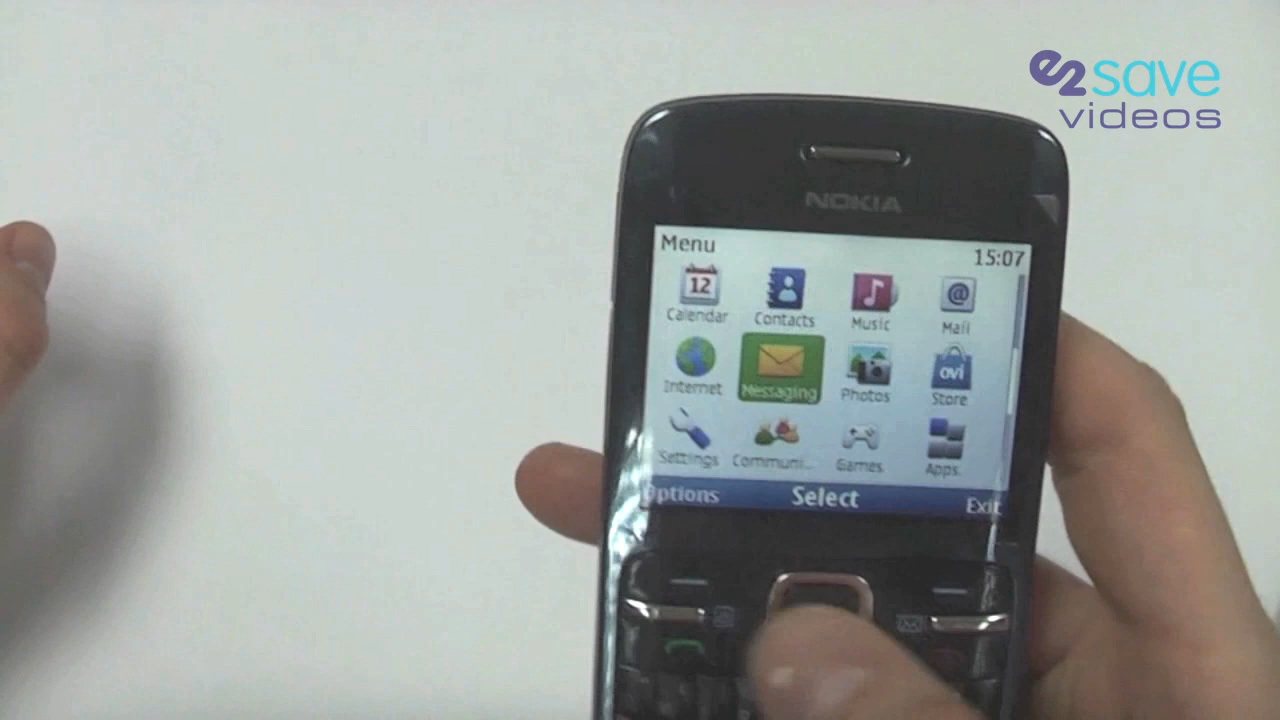 e2save
videos
NOKIA
Menu
15:07
12
Calendar
Contacts
Music
@
Mail
Internet
Messaging
Photos
ovi
Store
Settings
Communi...
Games
Apps.
Options
Select
Exit